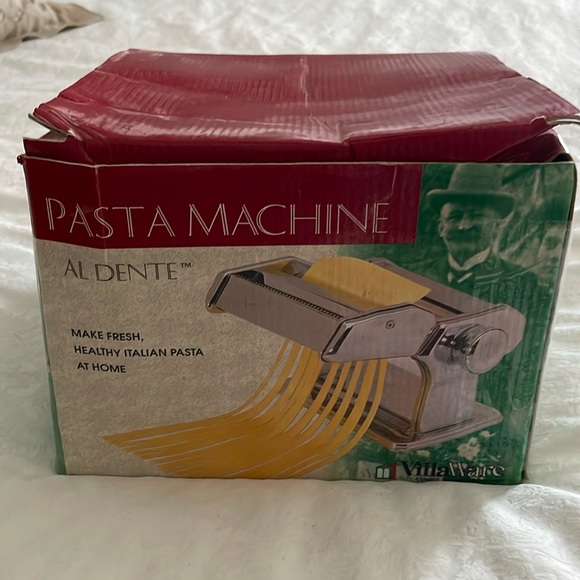 PASTA MACHINE
AL DENTE™
MAKE FRESH,
HEALTHY ITALIAN PASTA
AT HOME
VillaWare